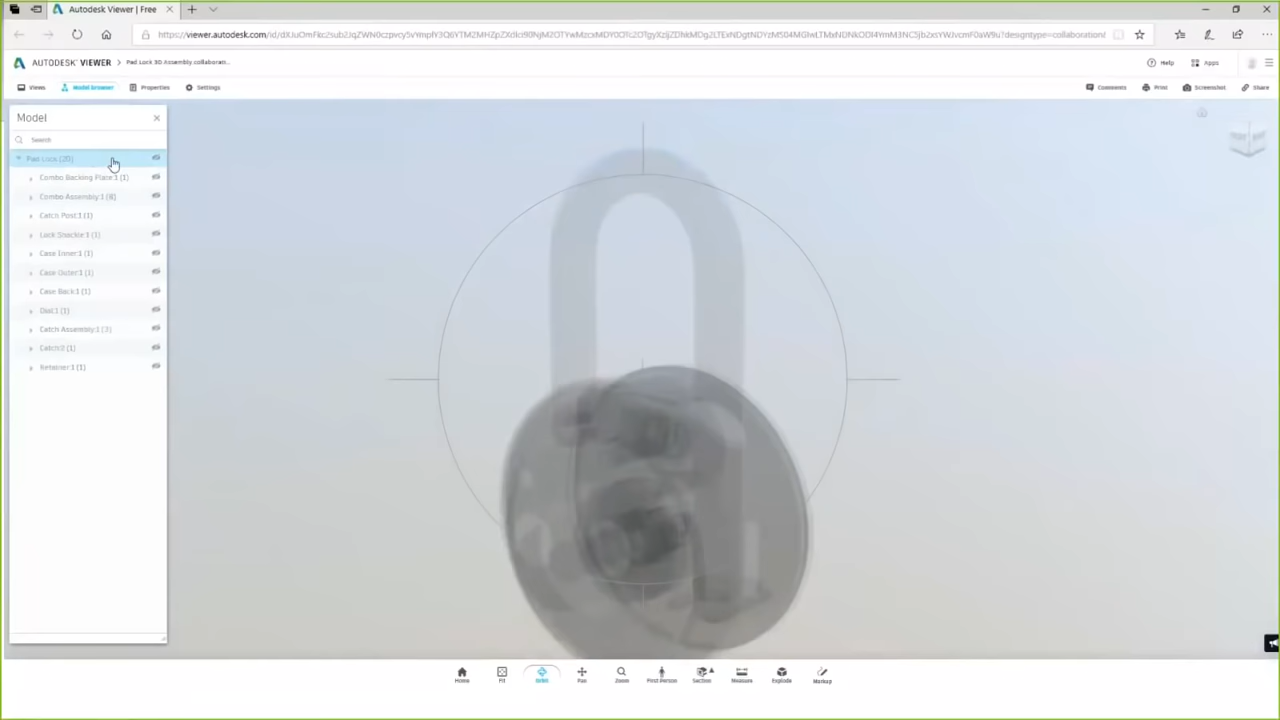 Autodesk Viewer | Free
AUTODESK VIEWER > Pad Lock 3D Assembly.collaborati...
Help
Apps
Views
Model Browser
Properties
Settings
Comments
Print
Screenshot
Share
Model
Search
Pad Lock (20)
Combo Backing Plate:1 (1)
Combo Assembly:1 (8)
Catch Post:1 (1)
Lock Shackle:1 (1)
Case Inner:1 (1)
Case Outer:1 (1)
Case Back:1 (1)
Dial:1 (1)
Catch Assembly:1 (3)
Catch:2 (1)
Retainer:1 (1)
Home
Fit
Orbit
Pan
Zoom
First Person
Section
Measure
Explode
Markup